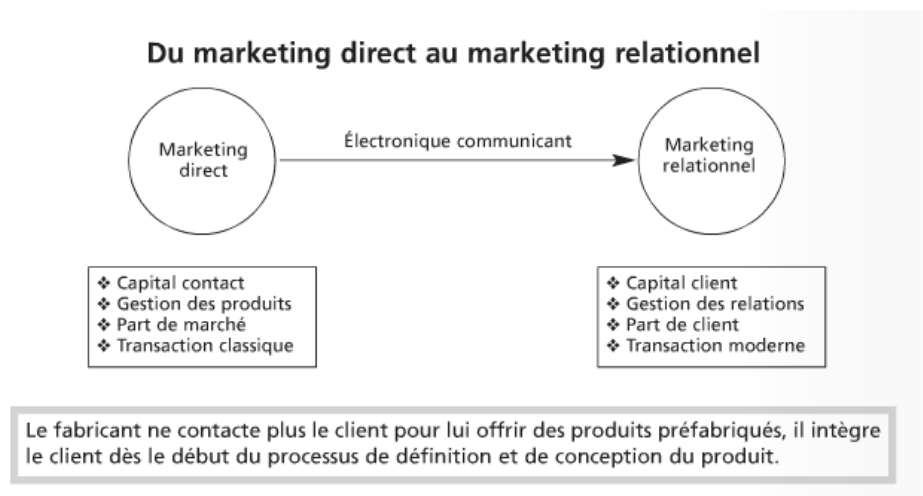 Du marketing direct au marketing relationnel
Marketing
direct
Électronique communicant
Marketing
relationnel
❖ Capital contact
❖ Gestion des produits
❖ Part de marché
❖ Transaction classique
❖ Capital client
❖ Gestion des relations
❖ Part de client
❖ Transaction moderne
Le fabricant ne contacte plus le client pour lui offrir des produits préfabriqués, il intègre
le client dès le début du processus de définition et de conception du produit.